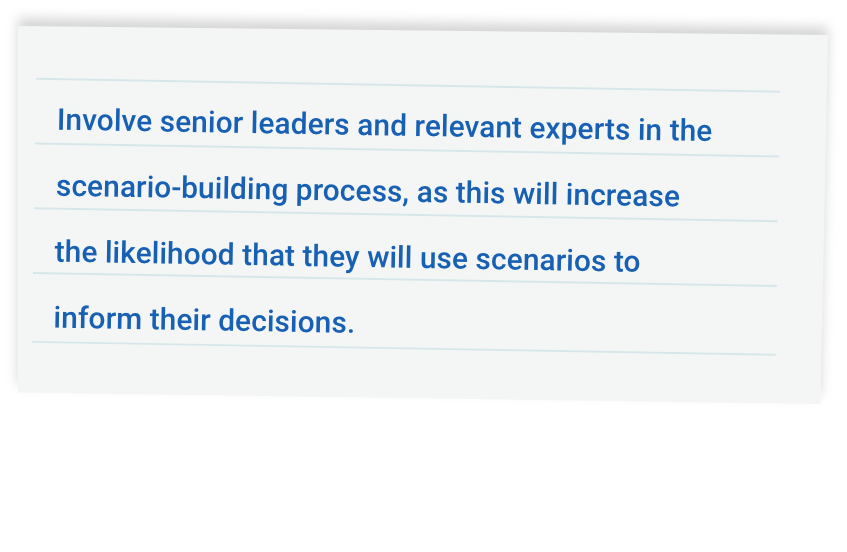 Involve senior leaders and relevant experts in the
scenario-building process, as this will increase
the likelihood that they will use scenarios to
inform their decisions.